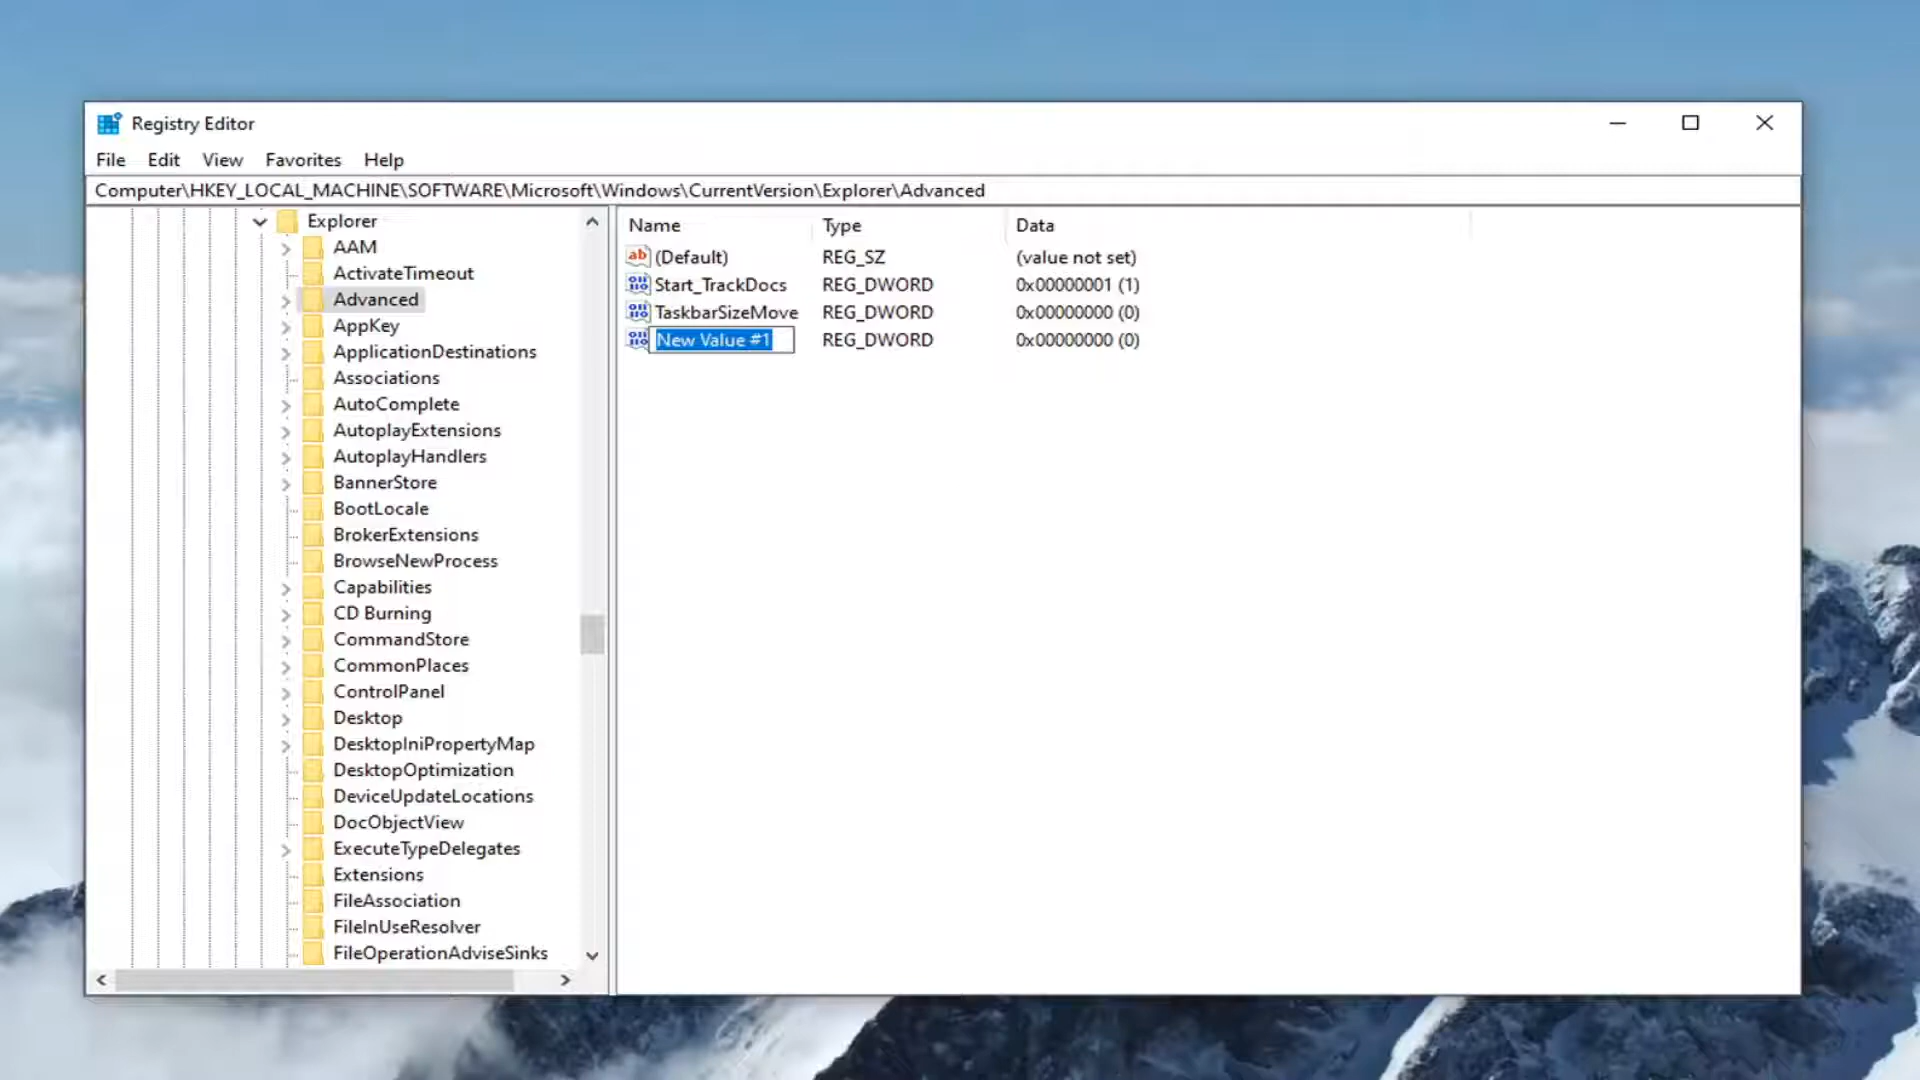 Registry Editor
File Edit View Favorites Help
Computer\HKEY_LOCAL_MACHINE\SOFTWARE\Microsoft\Windows\CurrentVersion\Explorer\Advanced
Explorer
AAM
ActivateTimeout
Advanced
AppKey
ApplicationDestinations
Associations
AutoComplete
AutoplayExtensions
AutoplayHandlers
BannerStore
BootLocale
BrokerExtensions
BrowseNewProcess
Capabilities
CD Burning
CommandStore
CommonPlaces
ControlPanel
Desktop
DesktopIniPropertyMap
DesktopOptimization
DeviceUpdateLocations
DocObjectView
ExecuteTypeDelegates
Extensions
FileAssociation
FileInUseResolver
FileOperationAdviseSinks
Name Type Data
(Default) REG_SZ (value not set)
Start_TrackDocs REG_DWORD 0x00000001 (1)
TaskbarSizeMove REG_DWORD 0x00000000 (0)
New Value #1 REG_DWORD 0x00000000 (0)